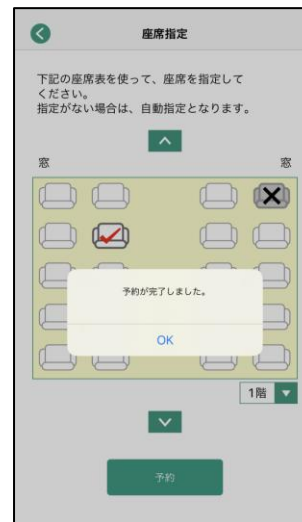 座席指定
下記の座席表を使って、座席を指定して
ください。
指定がない場合は、自動指定となります。
窓 窓
予約が完了しました。
OK
1階
予約